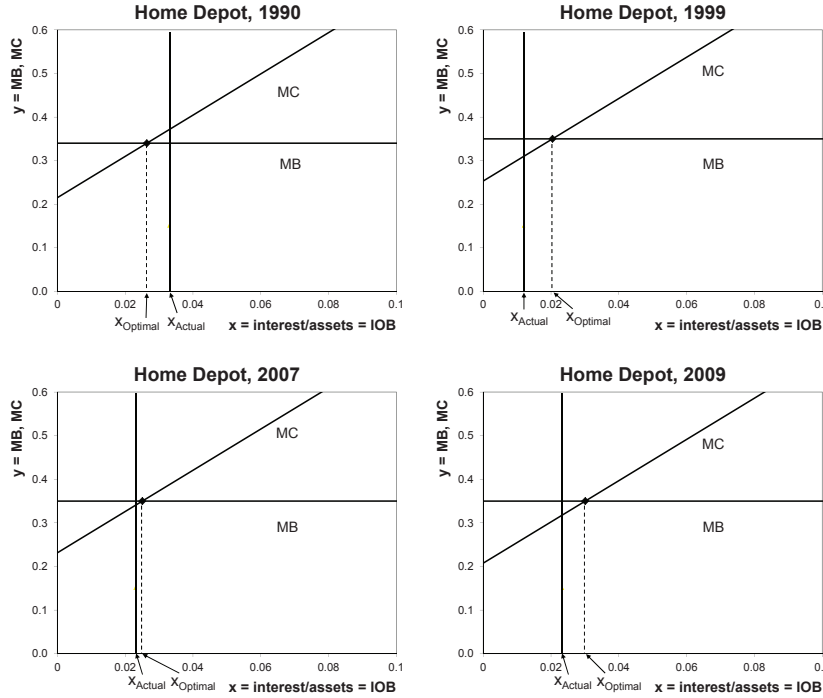 Home Depot, 1990
y = MB, MC
0.6
0.5
0.4
0.3
0.2
0.1
0.0
MC
MB
0 0.02 0.04 0.06 0.08 0.1
xOptimal xActual x = interest/assets = IOB
Home Depot, 1999
y = MB, MC
0.6
0.5
0.4
0.3
0.2
0.1
0.0
MC
MB
0 0.02 0.04 0.06 0.08 0.1
xActual xOptimal x = interest/assets = IOB
Home Depot, 2007
y = MB, MC
0.6
0.5
0.4
0.3
0.2
0.1
0.0
MC
MB
0 0.02 0.04 0.06 0.08 0.1
xActual xOptimal x = interest/assets = IOB
Home Depot, 2009
y = MB, MC
0.6
0.5
0.4
0.3
0.2
0.1
0.0
MC
MB
0 0.02 0.04 0.06 0.08 0.1
xActual xOptimal x = interest/assets = IOB